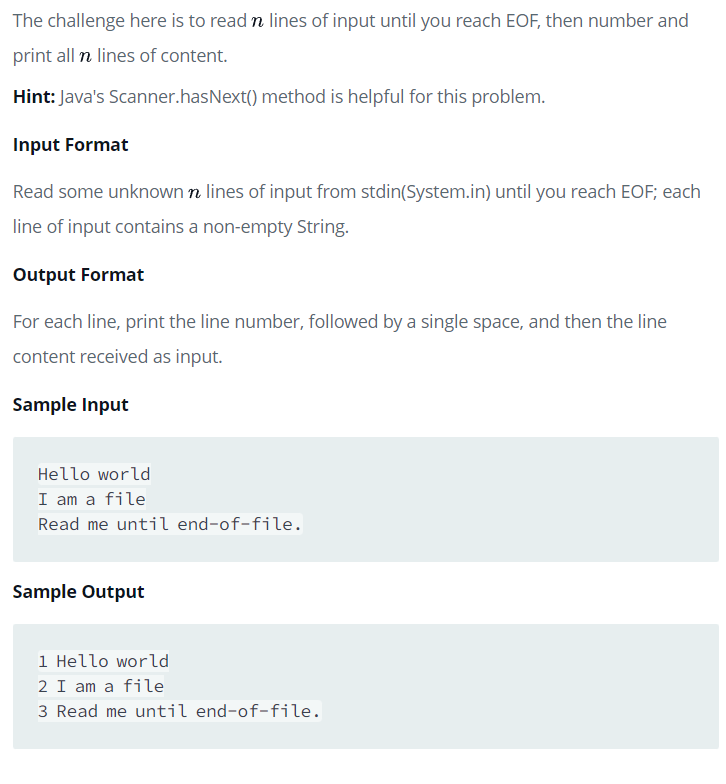 The challenge here is to read n lines of input until you reach EOF, then number and
print all n lines of content.
Hint: Java's Scanner.hasNext() method is helpful for this problem.
Input Format
Read some unknown n lines of input from stdin(System.in) until you reach EOF; each
line of input contains a non-empty String.
Output Format
For each line, print the line number, followed by a single space, and then the line
content received as input.
Sample Input
Hello world
I am a file
Read me until end-of-file.
Sample Output
1 Hello world
2 I am a file
3 Read me until end-of-file.